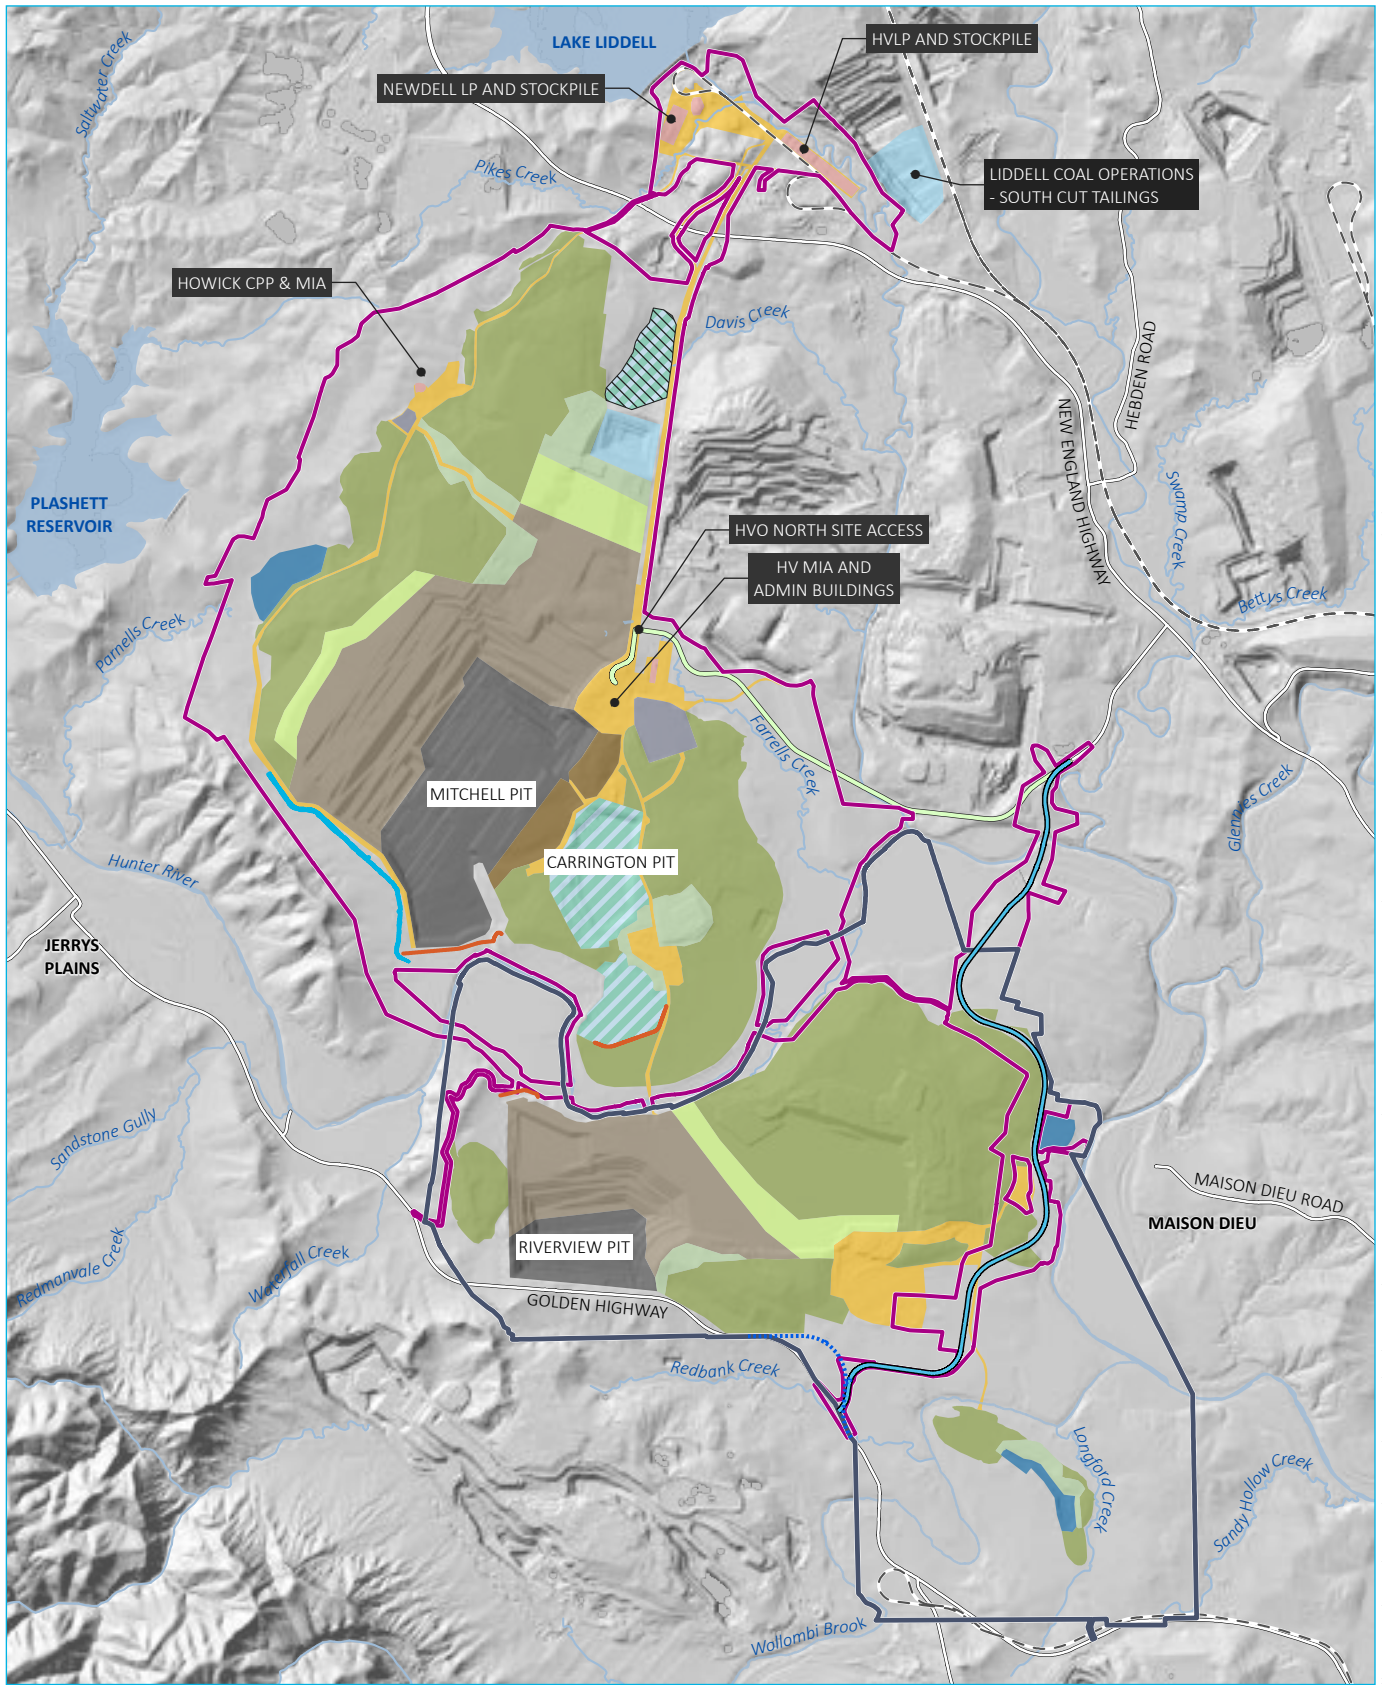 Saltwater Creek
LAKE LIDDELL
HVLP AND STOCKPILE
NEWDELL LP AND STOCKPILE
Pikes Creek
LIDDELL COAL OPERATIONS
- SOUTH CUT TAILINGS
HOWICK CPP & MIA
Davis Creek
HEBDEN ROAD
NEW ENGLAND HIGHWAY
Swamp Creek
PLASHETT
RESERVOIR
HVO NORTH SITE ACCESS
HV MIA AND
ADMIN BUILDINGS
Bettys Creek
Parnells Creek
Farrells Creek
MITCHELL PIT
Glennies Creek
CARRINGTON PIT
Hunter River
JERRYS
PLAINS
Sandstone Gully
MAISON DIEU ROAD
MAISON DIEU
Redmanvale Creek
Waterfall Creek
RIVERVIEW PIT
GOLDEN HIGHWAY
Redbank Creek
Longford Creek
Sandy Hollow Creek
Wollombi Brook